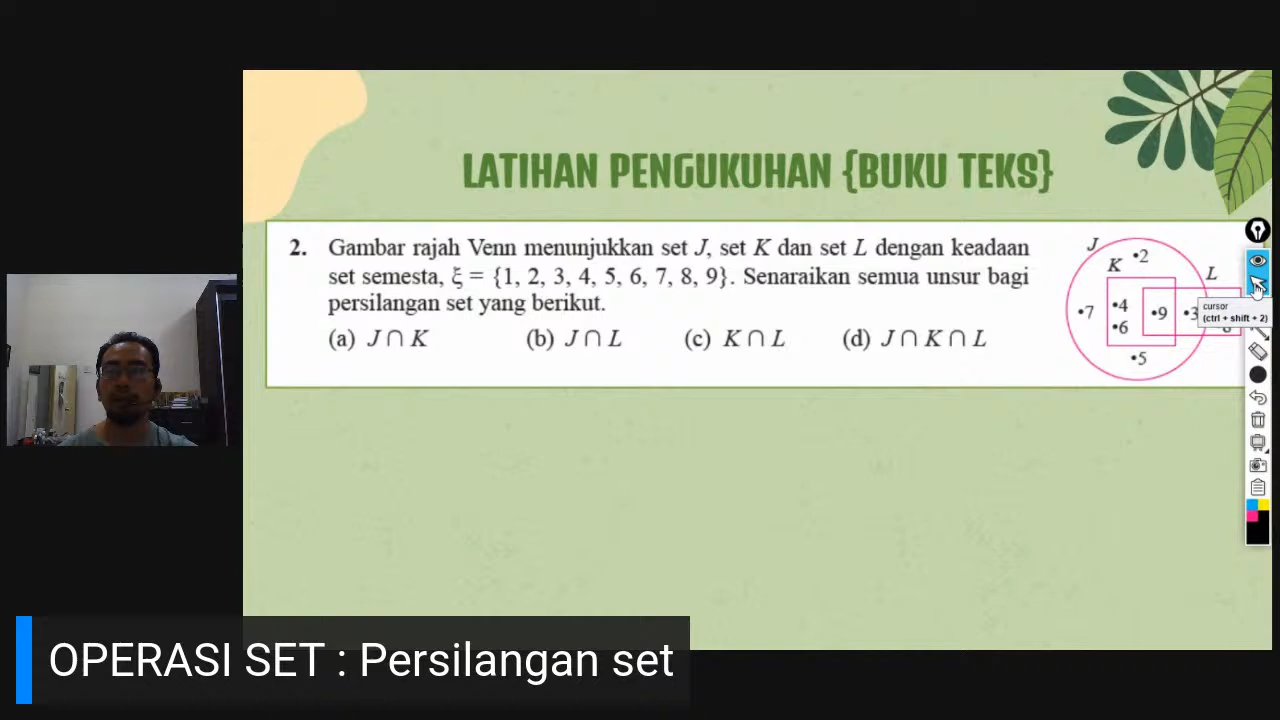 LATIHAN PENGUKUHAN {BUKU TEKS}
2. Gambar rajah Venn menunjukkan set J, set K dan set L dengan keadaan
set semesta, ξ = {1, 2, 3, 4, 5, 6, 7, 8, 9}. Senaraikan semua unsur bagi
persilangan set yang berikut.
(a) J ∩ K (b) J ∩ L (c) K ∩ L (d) J ∩ K ∩ L
J
•2
K
L
•7
•4
•6
•9
•3
•5
cursor
(ctrl + shift + 2)
OPERASI SET : Persilangan set